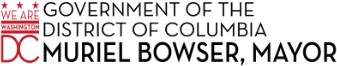 WE ARE
WASHINGTON
DC
GOVERNMENT OF THE
DISTRICT OF COLUMBIA
MURIEL BOWSER, MAYOR